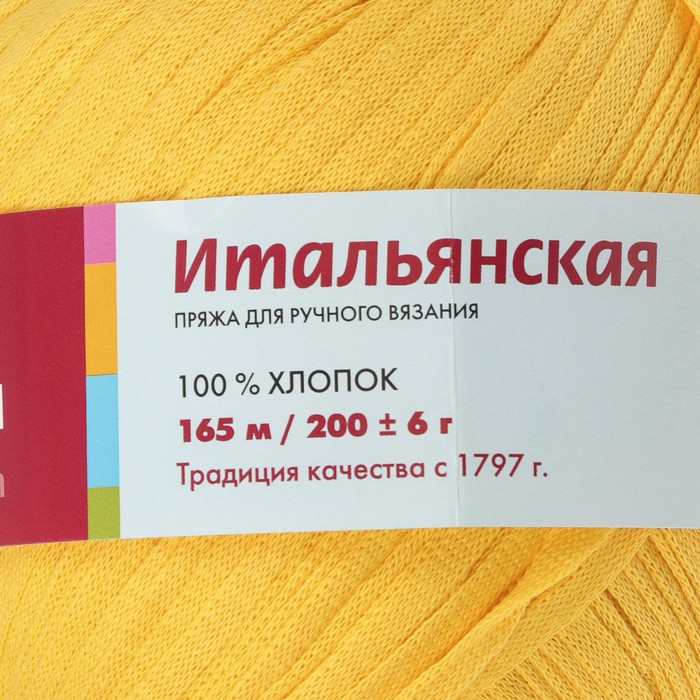 Итальянская
ПРЯЖА ДЛЯ РУЧНОГО ВЯЗАНИЯ
100 % ХЛОПОК
165 м / 200 ± 6 г
Традиция качества с 1797 г.